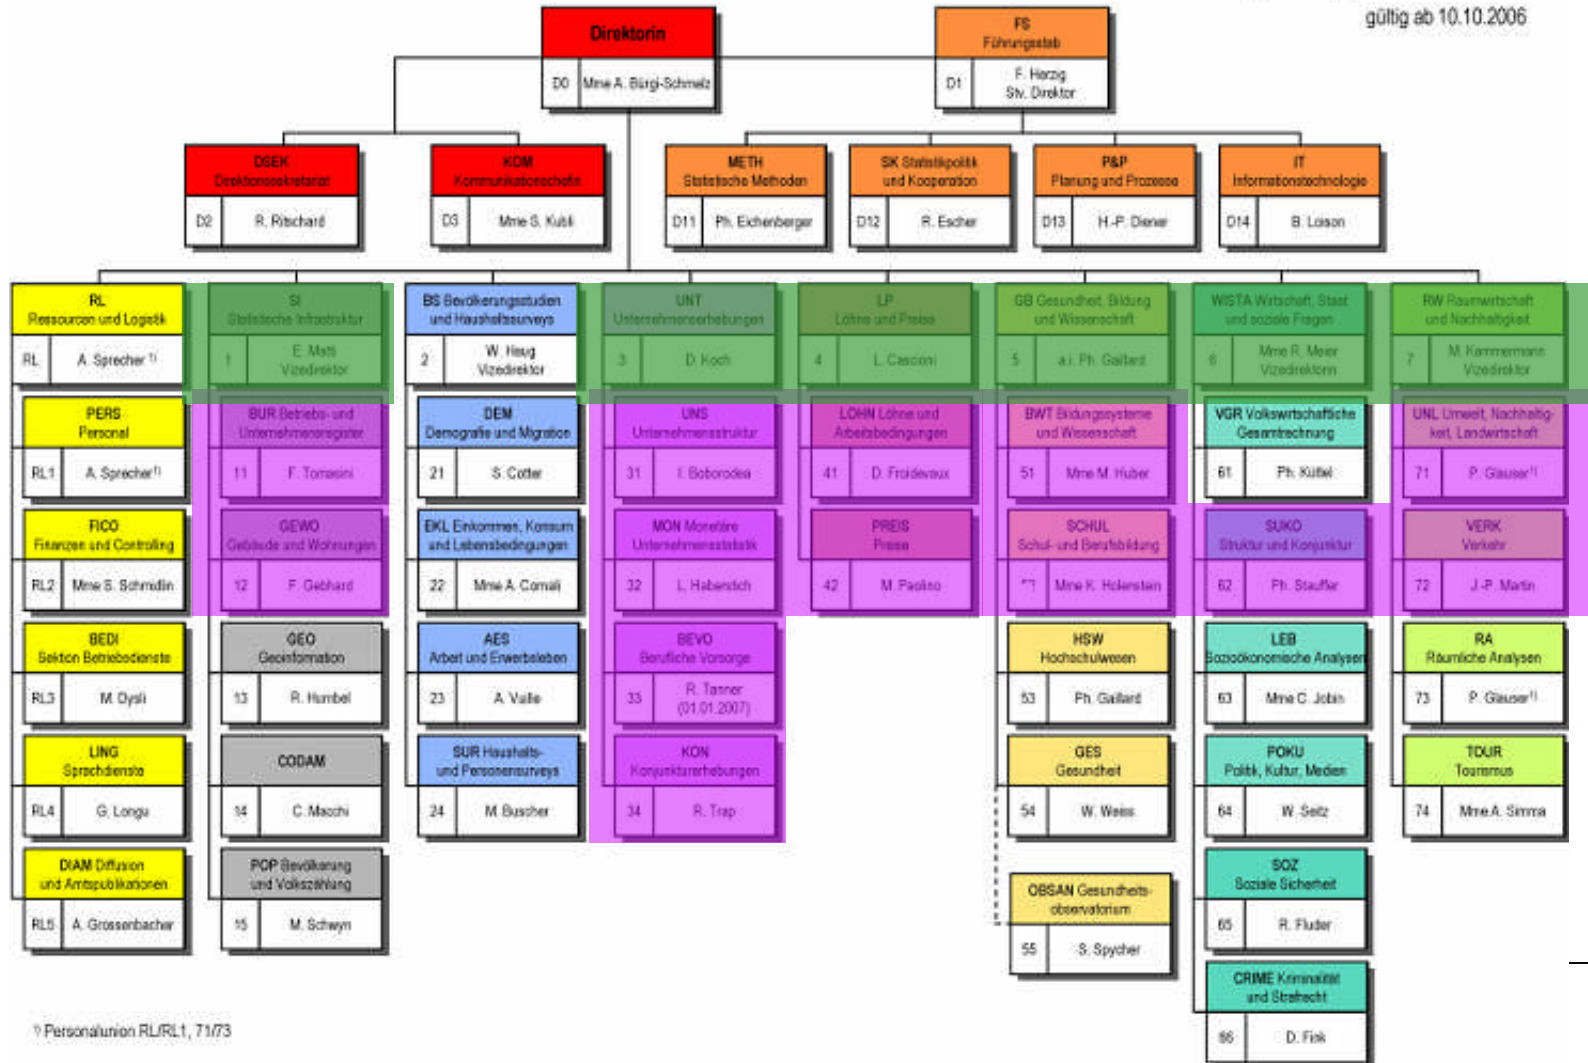 gültig ab 10.10.2006
Direktorin
D0 Mme A. Bürgi-Schmelz
FS
Führungsstab
D1 F. Herzig
Stv. Direktor
DSEK
Direktionssekretariat
D2 R. Ritschard
KOM
Kommunikationschefin
D3 Mme S. Kubli
METH
Statistische Methoden
D11 Ph. Eichenberger
SK Statistikpolitik
und Kooperation
D12 R. Escher
P&P
Planung und Prozesse
D13 H.-P. Diener
IT
Informationstechnologie
D14 B. Loison
RL
Ressourcen und Logistik
RL A. Sprecher 1)
PERS
Personal
RL1 A. Sprecher 1)
FICO
Finanzen und Controlling
RL2 Mme S. Schmidlin
BEDI
Sektion Betriebsdienste
RL3 M. Dysli
LING
Sprachdienste
RL4 G. Longu
DIAM Diffusion
und Amtspublikationen
RL5 A. Grossenbacher
SI
Statistische Infrastruktur
1 E. Matti
Vizedirektor
BUR Betriebs- und
Unternehmensregister
11 F. Tomasini
GEWO
Gebäude und Wohnungen
12 F. Gebhard
GEO
Geoinformation
13 R. Humbel
CODAM
14 C. Macchi
POP Bevölkerung
und Volkszählung
15 M. Schwyn
BS Bevölkerungsstudien
und Haushaltssurveys
2 W. Haug
Vizedirektor
DEM
Demografie und Migration
21 S. Cotter
EKL Einkommen, Konsum
und Lebensbedingungen
22 Mme A. Cornali
AES
Arbeit und Erwerbsleben
23 A. Vuille
SUR Haushalts-
und Personensurveys
24 M. Buscher
UNT
Unternehmenserhebungen
3 D. Koch
UNS
Unternehmensstruktur
31 I. Boborodea
MON Monetäre
Unternehmensstatistik
32 L. Haberstich
BEVO
Berufliche Vorsorge
33 R. Tanner
(01.01.2007)
KON
Konjunkturerhebungen
34 R. Trap
LP
Löhne und Preise
4 L. Cascioni
LOHN Löhne und
Arbeitsbedingungen
41 D. Froidevaux
PREIS
Preise
42 M. Paolino
GB Gesundheit, Bildung
und Wissenschaft
5 a.i. Ph. Gaillard
BWT Bildungssysteme
und Wissenschaft
51 Mme M. Huber
SCHUL
Schul- und Berufsbildung
Mme K. Holenstein
HSW
Hochschulwesen
53 Ph. Gaillard
GES
Gesundheit
54 W. Weiss
OBSAN Gesundheits-
observatorium
55 S. Spycher
WISTA Wirtschaft, Staat
und soziale Fragen
6 Mme R. Meier
Vizedirektorin
VGR Volkswirtschaftliche
Gesamtrechnung
61 Ph. Küttel
SUKO
Struktur und Konjunktur
62 Ph. Stauffer
LEB
Sozioökonomische Analysen
63 Mme C. Jobin
POKU
Politik, Kultur, Medien
64 W. Seitz
SOZ
Soziale Sicherheit
65 R. Fluder
CRIME Kriminalität
und Strafrecht
66 D. Fink
RW Raumwirtschaft
und Nachhaltigkeit
7 M. Kammermann
Vizedirektor
UNL Umwelt, Nachhaltig-
keit, Landwirtschaft
71 P. Glauser 1)
VERK
Verkehr
72 J.-P. Martin
RA
Räumliche Analysen
73 P. Glauser 1)
TOUR
Tourismus
74 Mme A. Simma
1) Personalunion RL/RL1, 71/73